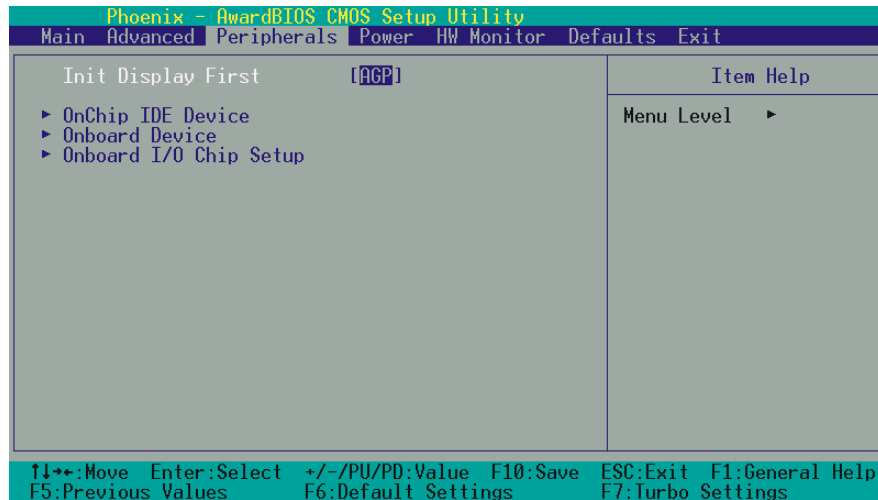 Phoenix - AwardBIOS CMOS Setup Utility
Main Advanced Peripherals Power HW Monitor Defaults Exit
Init Display First [AGP]
Item Help
► OnChip IDE Device
► Onboard Device
► Onboard I/O Chip Setup
Menu Level ►
↑↓→←:Move Enter:Select +/-/PU/PD:Value F10:Save ESC:Exit F1:General Help
F5:Previous Values F6:Default Settings F7:Turbo Settings